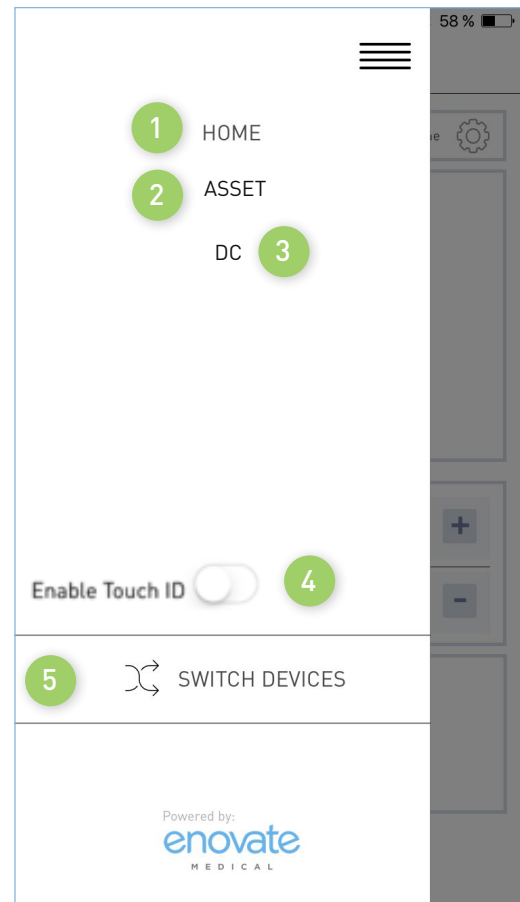 58 %
1 HOME
2 ASSET
DC 3
Enable Touch ID 4
5 SWITCH DEVICES
Powered by:
enovate
MEDICAL
+
-